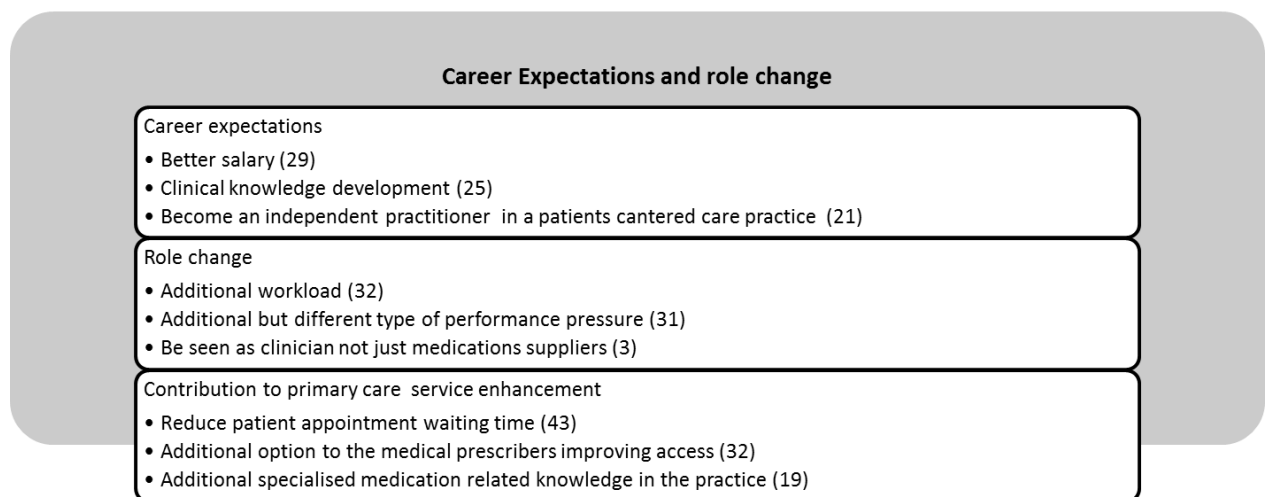 Career Expectations and role change
Career expectations
• Better salary (29)
• Clinical knowledge development (25)
• Become an independent practitioner in a patients cantered care practice (21)
Role change
• Additional workload (32)
• Additional but different type of performance pressure (31)
• Be seen as clinician not just medications suppliers (3)
Contribution to primary care service enhancement
• Reduce patient appointment waiting time (43)
• Additional option to the medical prescribers improving access (32)
• Additional specialised medication related knowledge in the practice (19)